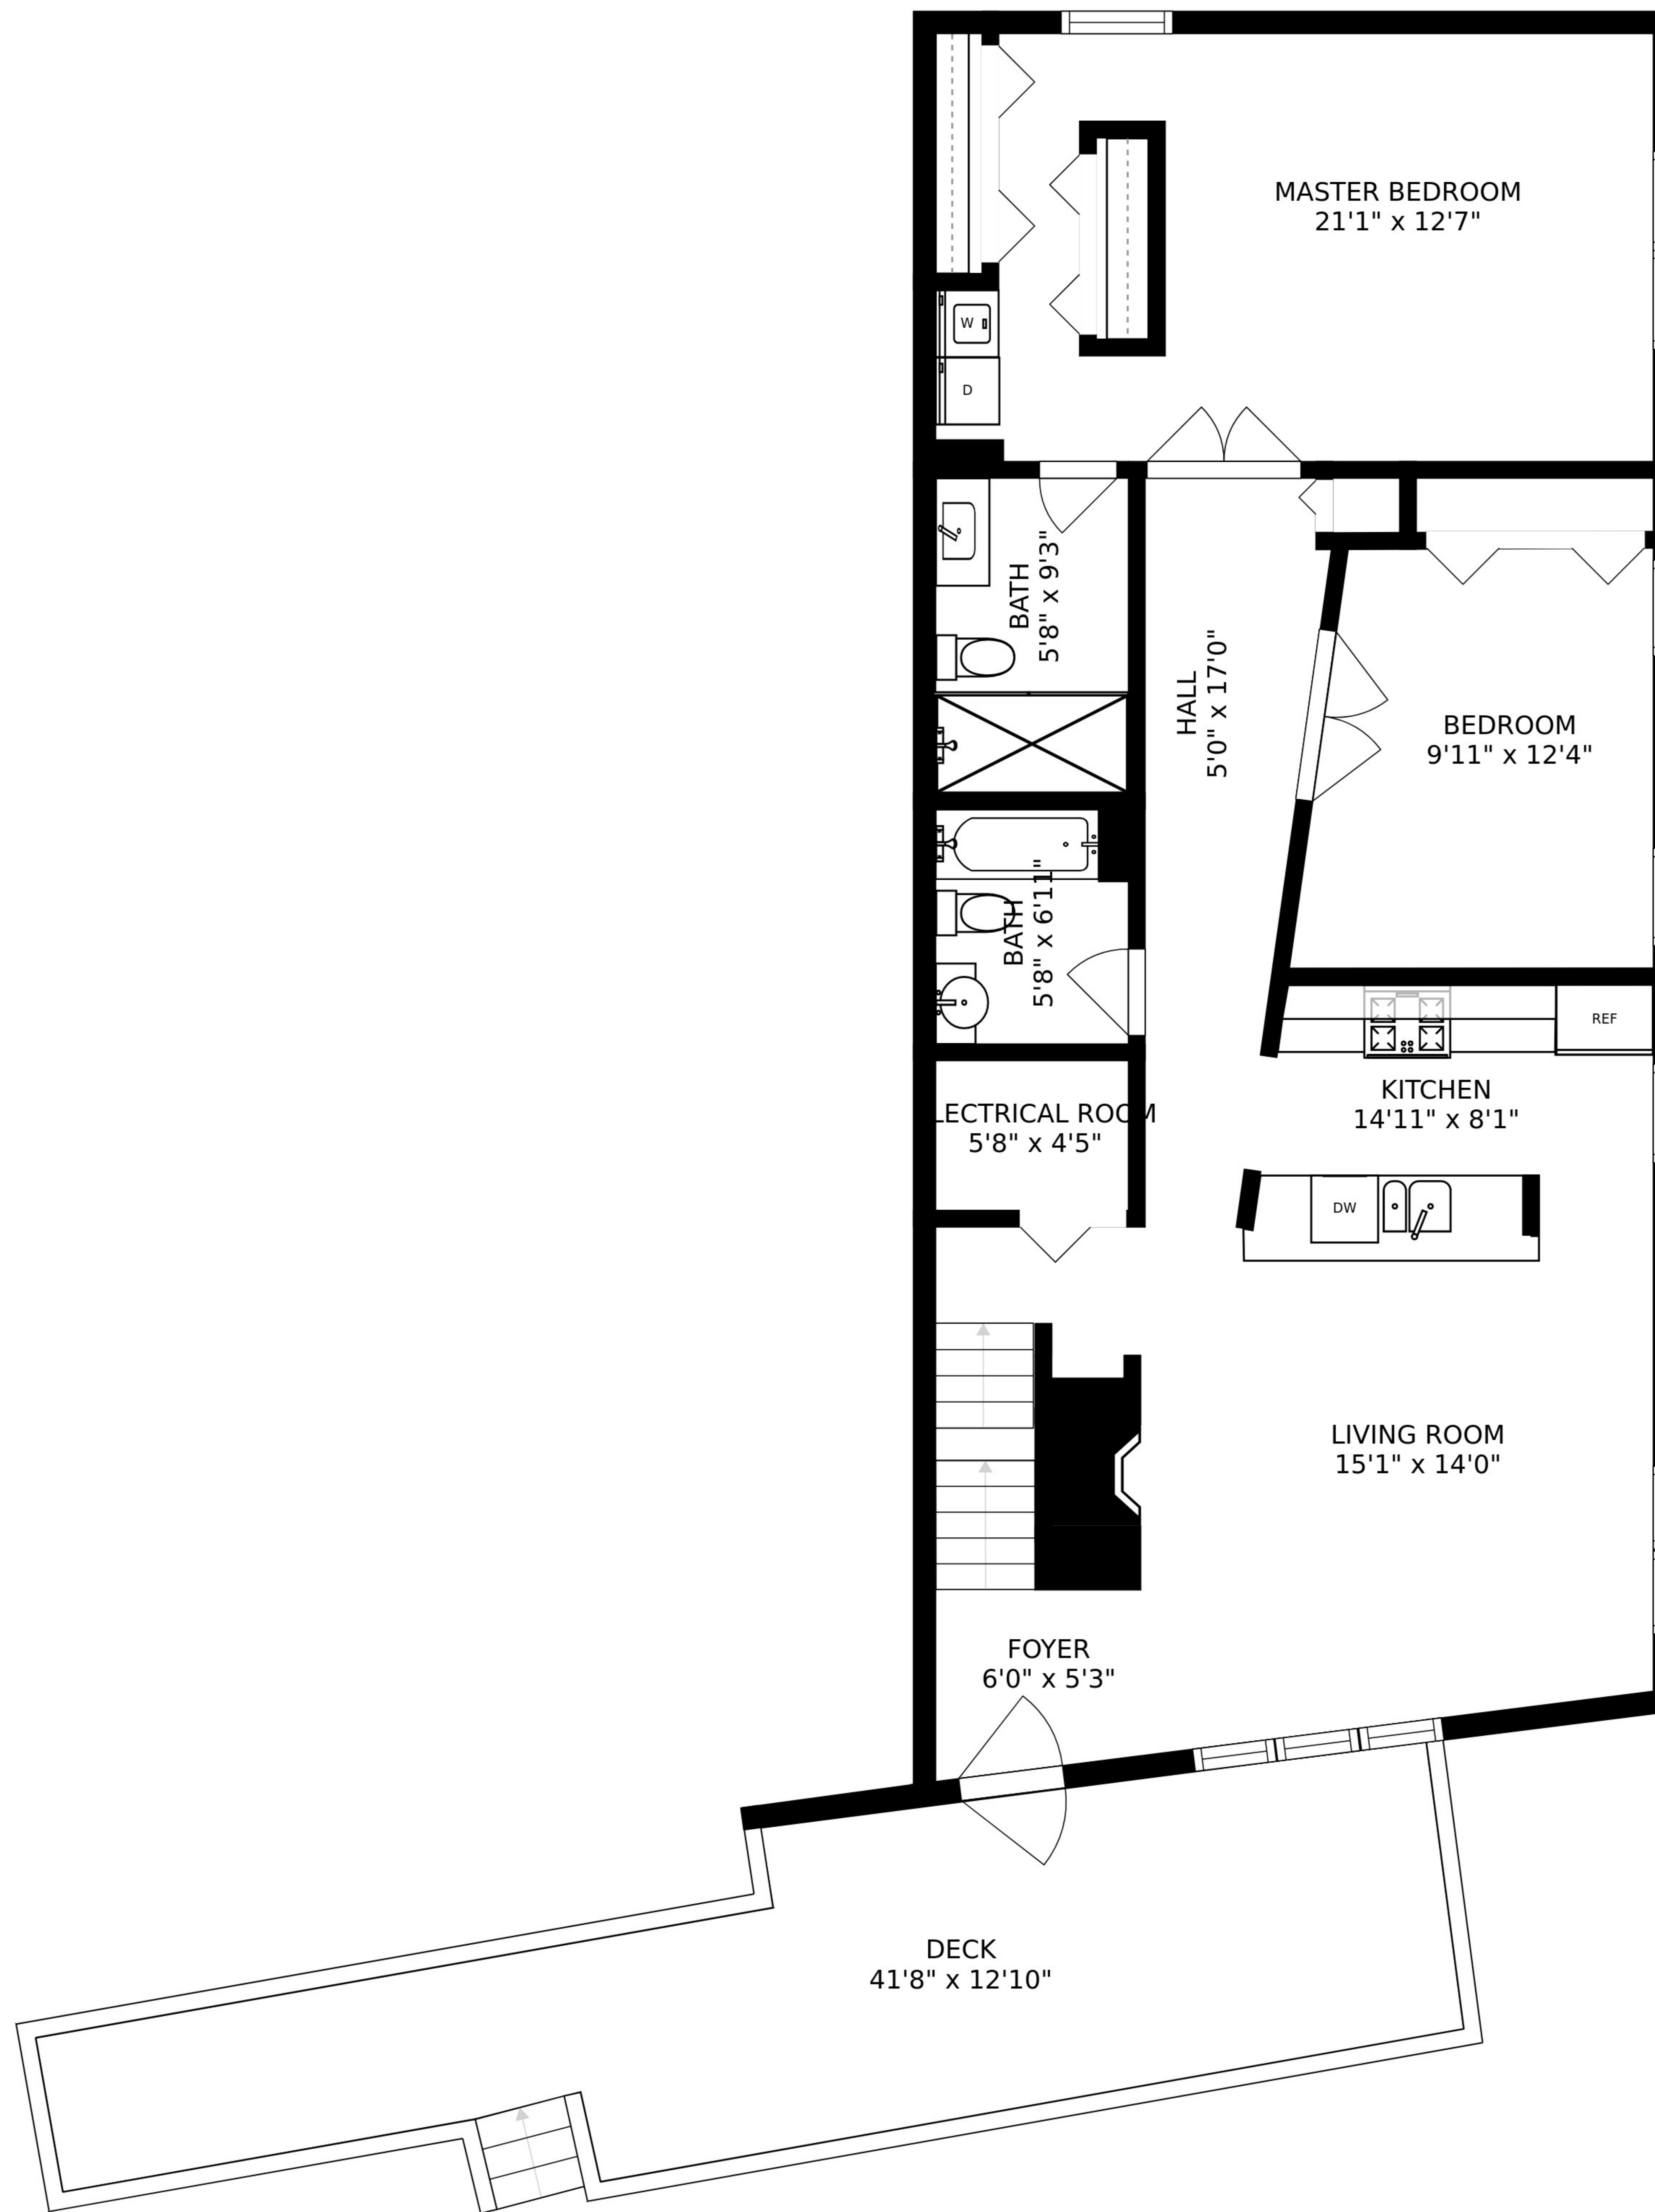 MASTER BEDROOM
21'1" x 12'7"
W
D
BATH
5'8" x 9'3"
HALL
5'0" x 17'0"
BEDROOM
9'11" x 12'4"
BATH
5'8" x 6'11"
REF
KITCHEN
14'11" x 8'1"
LECTRICAL ROOM
5'8" x 4'5"
DW
LIVING ROOM
15'1" x 14'0"
FOYER
6'0" x 5'3"
DECK
41'8" x 12'10"